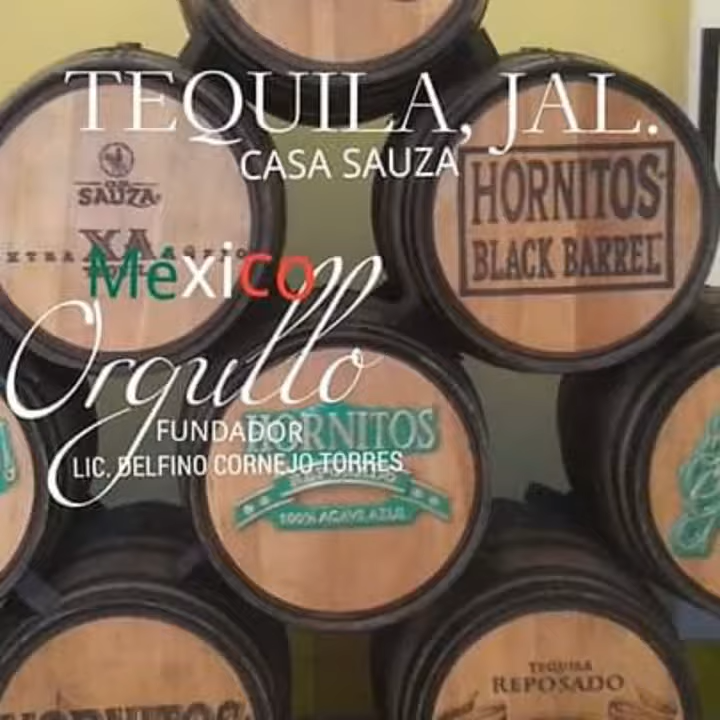 TEQUILA, JAL.
CASA SAUZA
HORNITOS
BLACK BARREL
SAUZA
XA
México
Orgullo
FUNDADOR
LIC. DELFINO CORNEJO TORRES
HORNITOS
100% AGAVE AZUL
TEQUILA
REPOSADO
HORNITOS